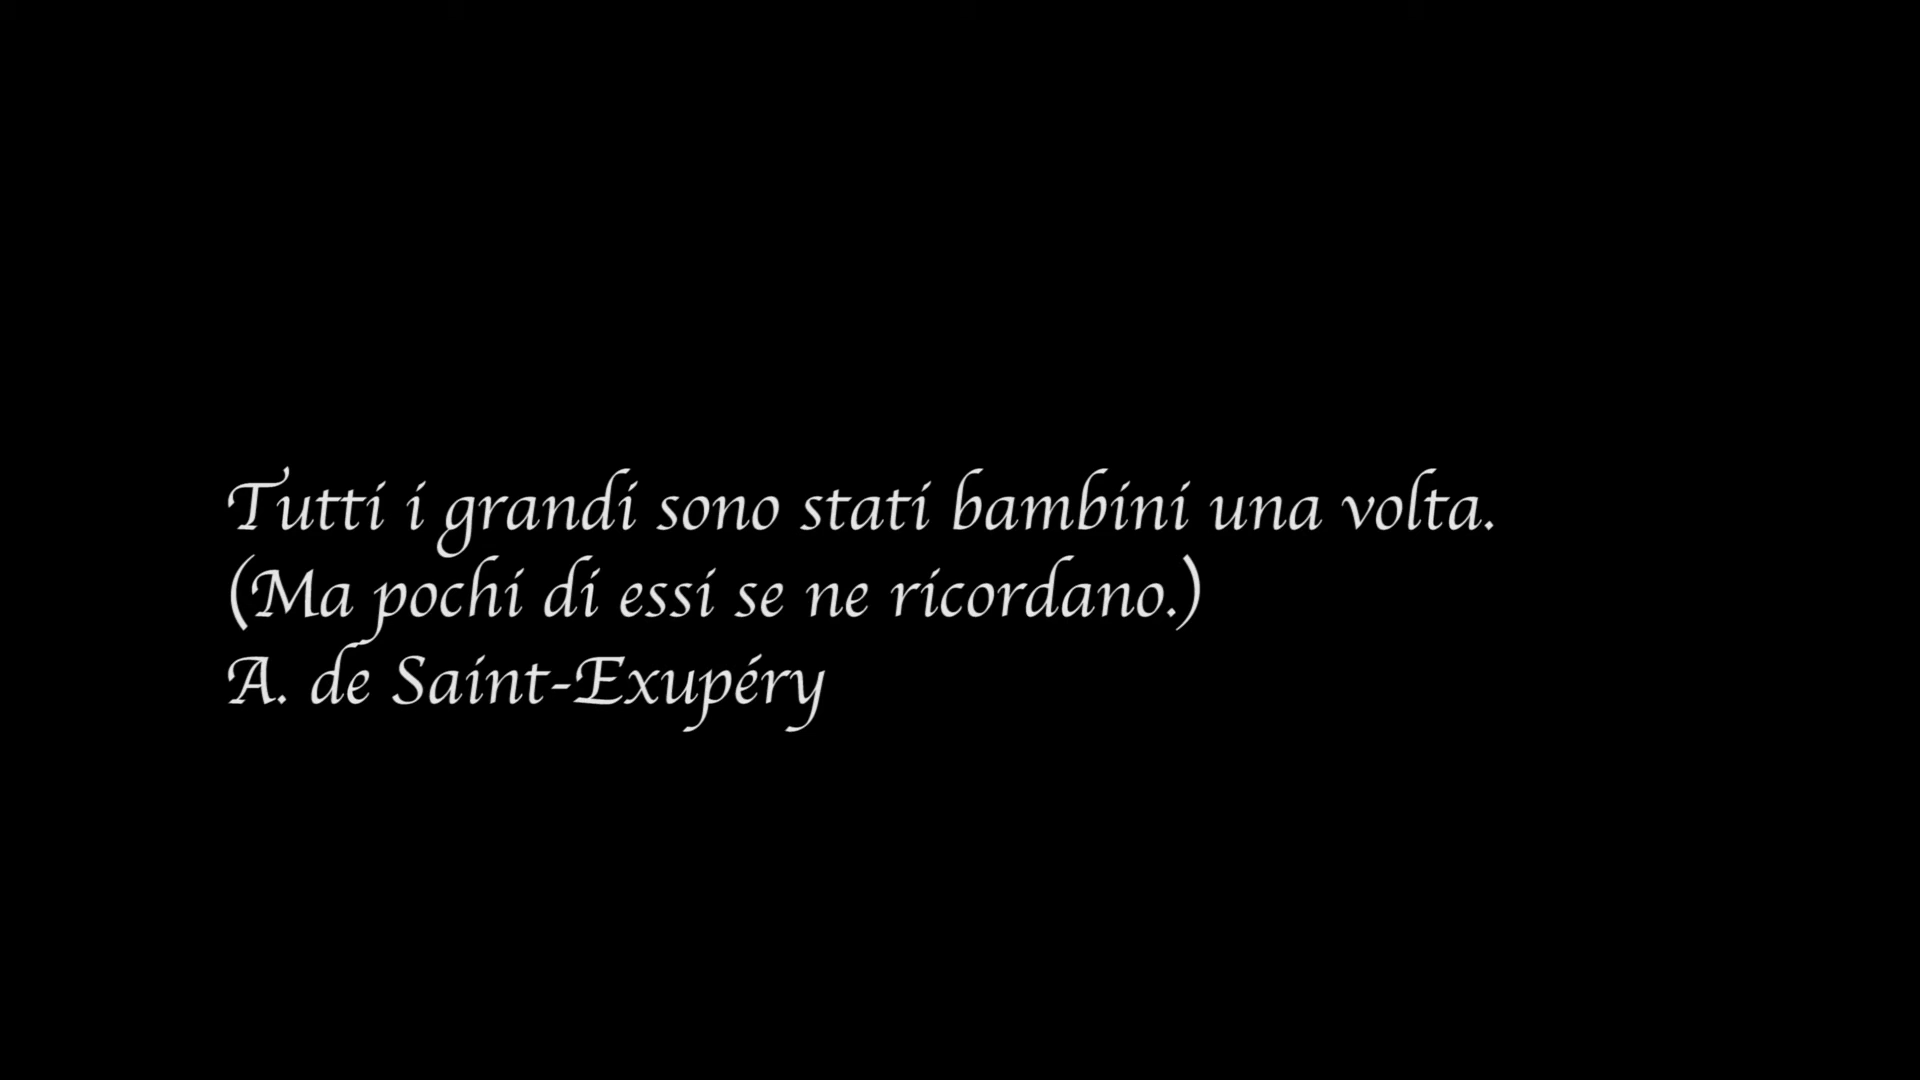 Tutti i grandi sono stati bambini una volta.
(Ma pochi di essi se ne ricordano.)
A. de Saint-Exupéry